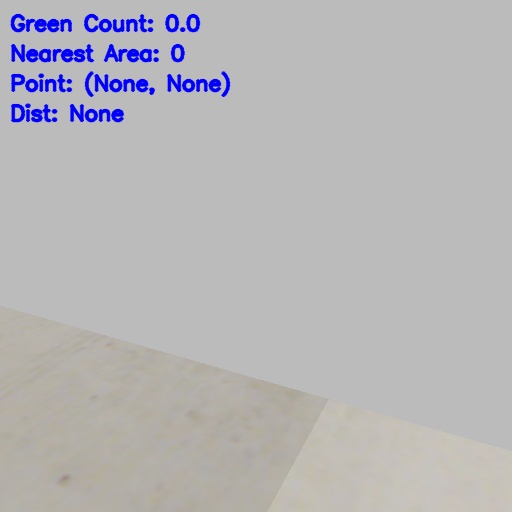 Green Count: 0.0
Nearest Area: 0
Point: (None, None)
Dist: None